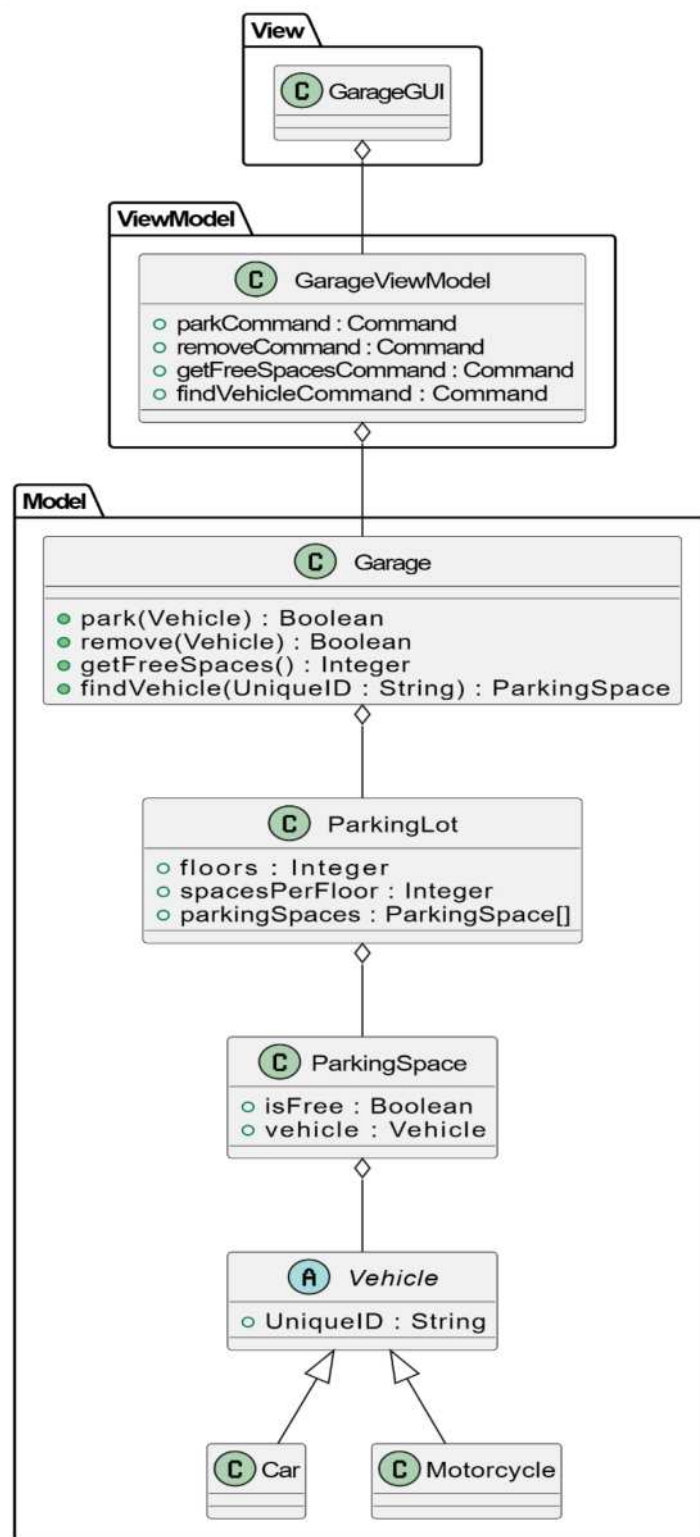 View
C GarageGUI
ViewModel
C GarageViewModel
parkCommand : Command
removeCommand : Command
getFreeSpacesCommand : Command
findVehicleCommand : Command
Model
C Garage
park(Vehicle) : Boolean
remove(Vehicle) : Boolean
getFreeSpaces() : Integer
findVehicle(UniqueID : String) : ParkingSpace
C ParkingLot
floors : Integer
spacesPerFloor : Integer
parkingSpaces : ParkingSpace[]
C ParkingSpace
isFree : Boolean
vehicle : Vehicle
A Vehicle
UniqueID : String
C Car
C Motorcycle